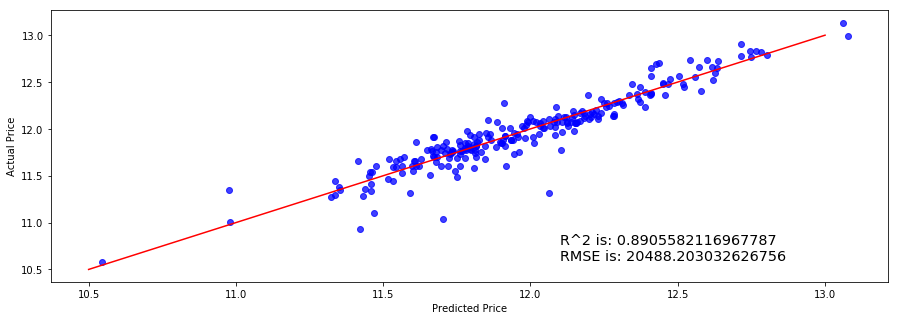 13.0
12.5
12.0
11.5
11.0
10.5
Actual Price
R^2 is: 0.8905582116967787
RMSE is: 20488.203032626756
10.5 11.0 11.5 12.0 12.5 13.0
Predicted Price